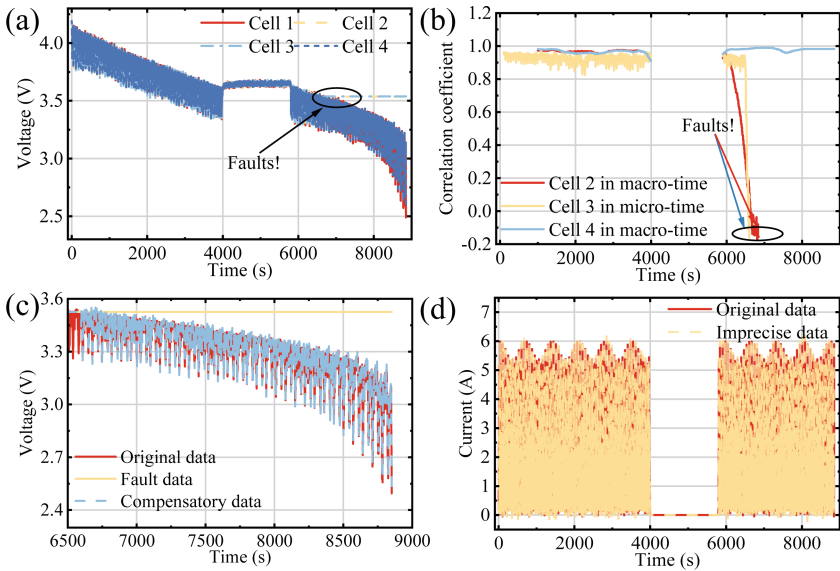 (a)
Cell 1
Cell 2
Cell 3
Cell 4
Faults!
Voltage (V)
4.0
3.5
3.0
2.5
0
2000
4000
6000
8000
Time (s)
(b)
Correlation coefficient
1.2
1.0
0.8
0.6
0.4
0.2
0.0
-0.2
Faults!
Cell 2 in macro-time
Cell 3 in micro-time
Cell 4 in macro-time
0
2000
4000
6000
8000
Time (s)
(c)
Voltage (V)
3.6
3.3
3.0
2.7
2.4
Original data
Fault data
Compensatory data
6500
7000
7500
8000
8500
9000
Time (s)
(d)
Original data
Imprecise data
Current (A)
7
6
5
4
3
2
1
0
0
2000
4000
6000
8000
Time (s)